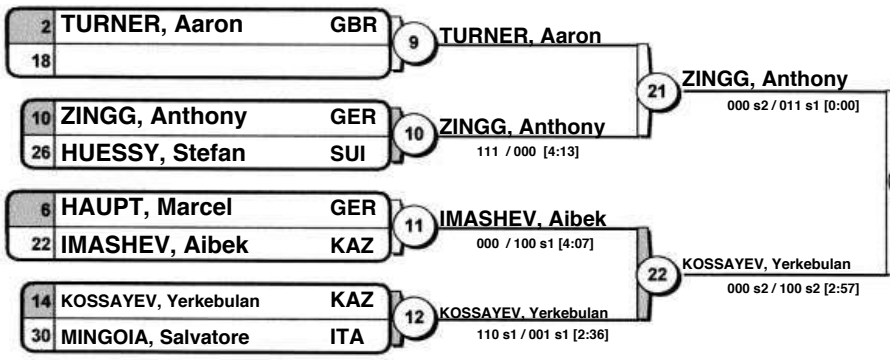 2 TURNER, Aaron GBR
18
9
TURNER, Aaron
10 ZINGG, Anthony GER
26 HUESSY, Stefan SUI
10
ZINGG, Anthony
111 / 000 [4:13]
21
ZINGG, Anthony
000 s2 / 011 s1 [0:00]
6 HAUPT, Marcel GER
22 IMASHEV, Aibek KAZ
11
IMASHEV, Aibek
000 / 100 s1 [4:07]
14 KOSSAYEV, Yerkebulan KAZ
30 MINGOIA, Salvatore ITA
12
KOSSAYEV, Yerkebulan
110 s1 / 001 s1 [2:36]
22
KOSSAYEV, Yerkebulan
000 s2 / 100 s2 [2:57]